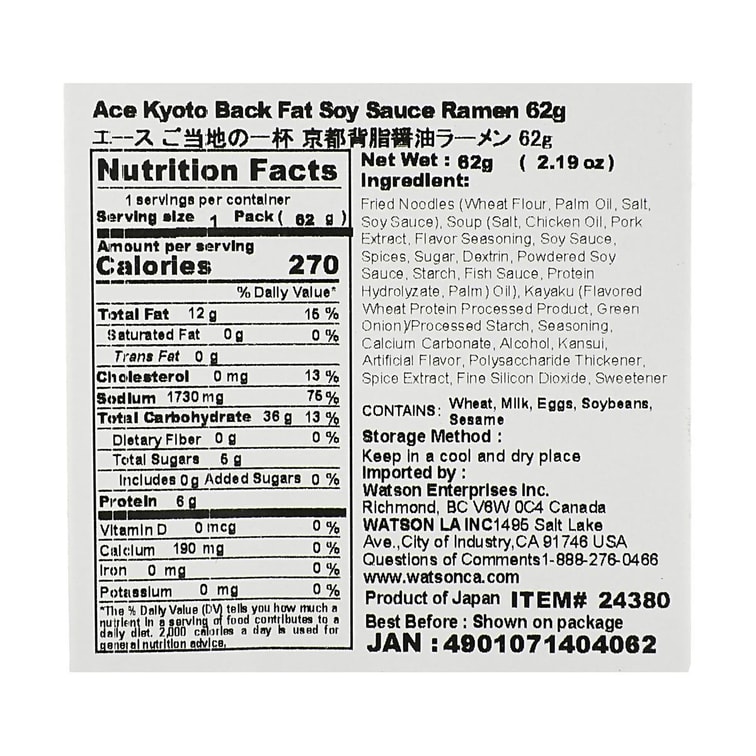 Ace Kyoto Back Fat Soy Sauce Ramen 62g
エース ご当地の一杯 京都背脂醤油ラーメン 62g
Nutrition Facts
1 servings per container
Serving size 1 Pack ( 62 g )
Amount per serving
Calories 270
% Daily Value*
Total Fat 12 g 15 %
Saturated Fat 0 g 0 %
Trans Fat 0 g
Cholesterol 0 mg 13 %
Sodium 1730 mg 75 %
Total Carbohydrate 36 g 13 %
Dietary Fiber 0 g 0 %
Total Sugars 5 g
Includes 0 g Added Sugars 0 %
Protein 6 g
Vitamin D 0 mcg 0 %
Calcium 190 mg 0 %
Iron 0 mg 0 %
Potassium 0 mg 0 %
*The % Daily Value (DV) tells you how much a
nutrient in a serving of food contributes to a
daily diet. 2,000 calories a day is used for
general nutrition advice.
Net Wet : 62g ( 2.19 oz )
Ingredient:
Fried Noodles (Wheat Flour, Palm Oil, Salt,
Soy Sauce), Soup (Salt, Chicken Oil, Pork
Extract, Flavor Seasoning, Soy Sauce,
Spices, Sugar, Dextrin, Powdered Soy
Sauce, Starch, Fish Sauce, Protein
Hydrolyzate, Palm) Oil), Kayaku (Flavored
Wheat Protein Processed Product, Green
Onion)/Processed Starch, Seasoning,
Calcium Carbonate, Alcohol, Kansui,
Artificial Flavor, Polysaccharide Thickener,
Spice Extract, Fine Silicon Dioxide, Sweetener
CONTAINS: Wheat, Milk, Eggs, Soybeans,
Sesame
Storage Method :
Keep in a cool and dry place
Imported by :
Watson Enterprises Inc.
Richmond, BC V6W 0C4 Canada
WATSON LA INC 1495 Salt Lake
Ave.,City of Industry,CA 91746 USA
Questions of Comments 1-888-276-0466
www.watsonca.com
Product of Japan ITEM# 24380
Best Before : Shown on package
JAN : 4901071404062